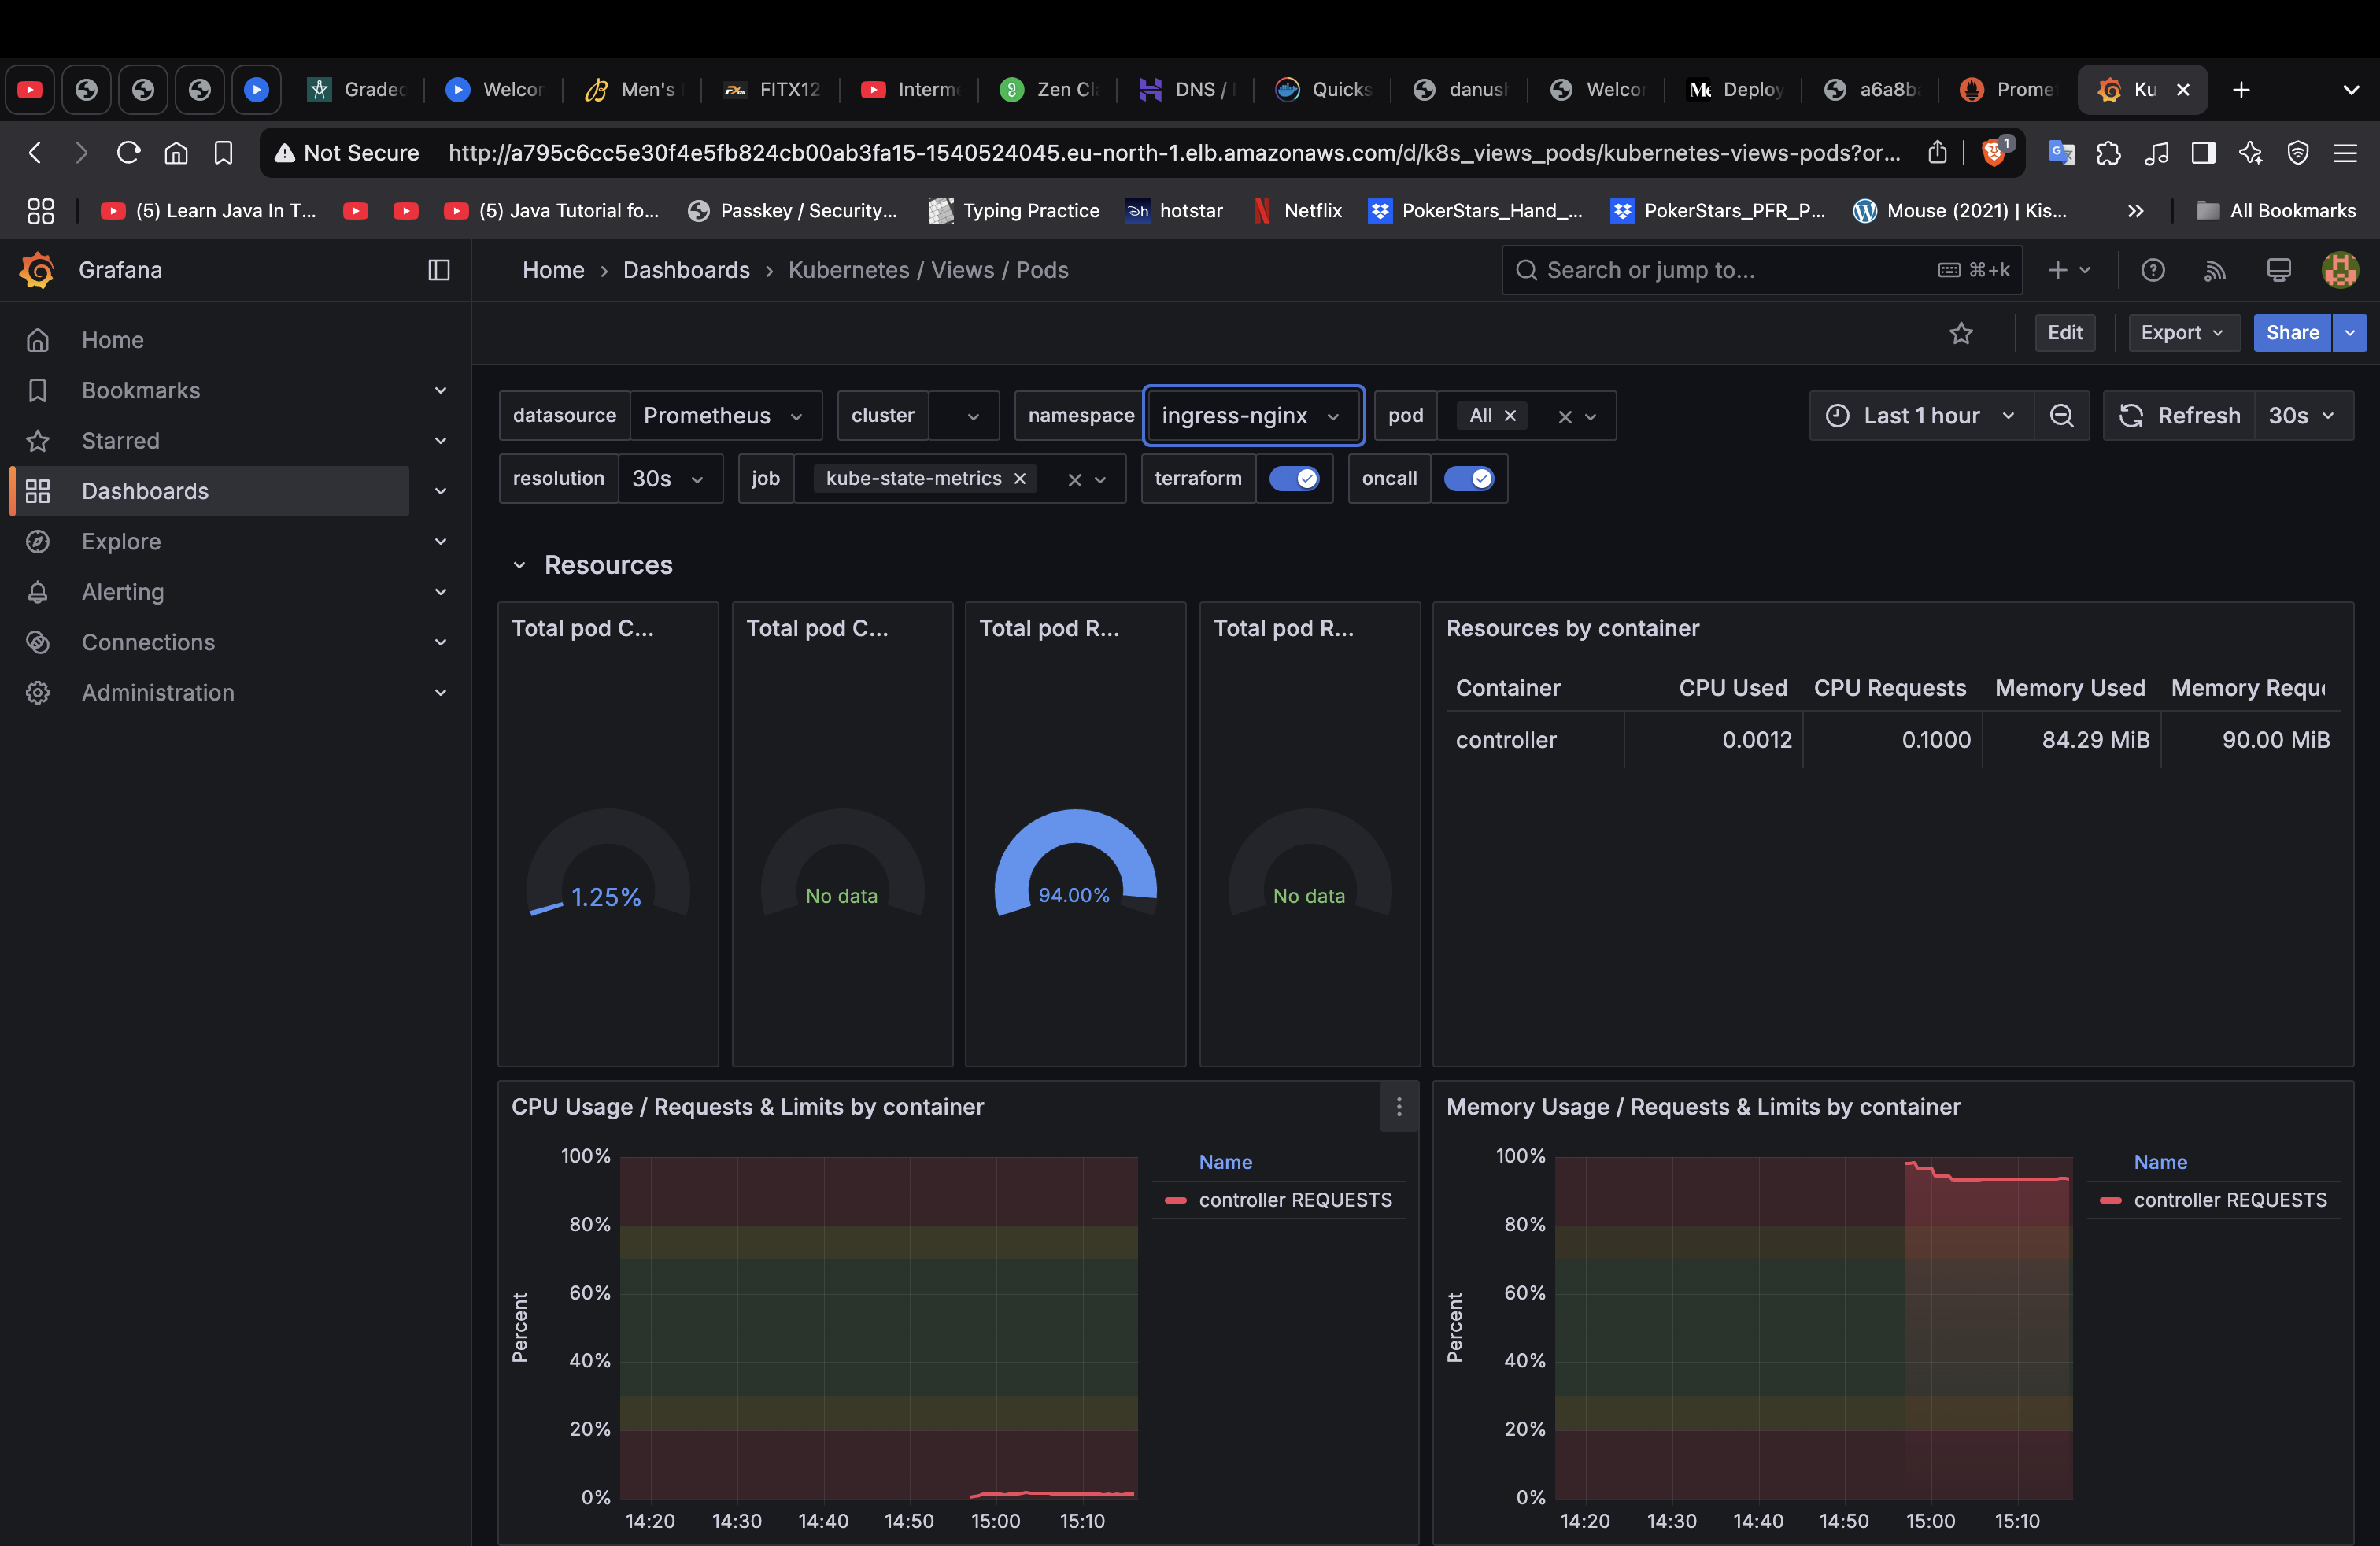 Gradec
Welcor
Men's
FITX12
Interme
Zen Cla
DNS /
Quicks
danush
Welcor
Deploy
a6a8b
Promet
Ku
Not Secure http://a795c6cc5e30f4e5fb824cb00ab3fa15-1540524045.eu-north-1.elb.amazonaws.com/d/k8s_views_pods/kubernetes-views-pods?or... 1
(5) Learn Java In T... (5) Java Tutorial fo... Passkey / Security... Typing Practice hotstar Netflix PokerStars_Hand_... PokerStars_PFR_P... Mouse (2021) | Kis... » All Bookmarks
Grafana Home › Dashboards › Kubernetes / Views / Pods Search or jump to... ⌘+k
Edit Export Share
Home
Bookmarks
Starred
Dashboards
Explore
Alerting
Connections
Administration
datasource Prometheus cluster namespace ingress-nginx pod All Last 1 hour Refresh 30s
resolution 30s job kube-state-metrics terraform oncall
Resources
Total pod C...
1.25%
Total pod C...
No data
Total pod R...
94.00%
Total pod R...
No data
Resources by container
Container CPU Used CPU Requests Memory Used Memory Requ
controller 0.0012 0.1000 84.29 MiB 90.00 MiB
CPU Usage / Requests & Limits by container
Percent
100%
80%
60%
40%
20%
0%
14:20 14:30 14:40 14:50 15:00 15:10
Name
controller REQUESTS
Memory Usage / Requests & Limits by container
Percent
100%
80%
60%
40%
20%
0%
14:20 14:30 14:40 14:50 15:00 15:10
Name
controller REQUESTS